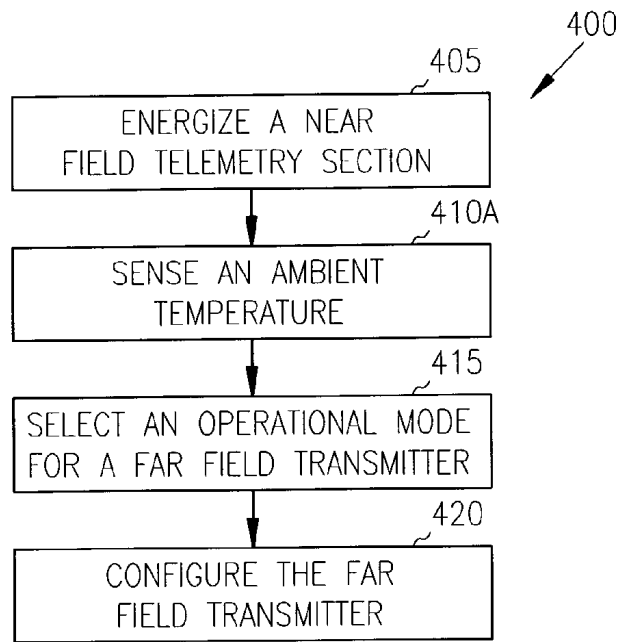 400
405
ENERGIZE A NEAR
FIELD TELEMETRY SECTION
410A
SENSE AN AMBIENT
TEMPERATURE
415
SELECT AN OPERATIONAL MODE
FOR A FAR FIELD TRANSMITTER
420
CONFIGURE THE FAR
FIELD TRANSMITTER